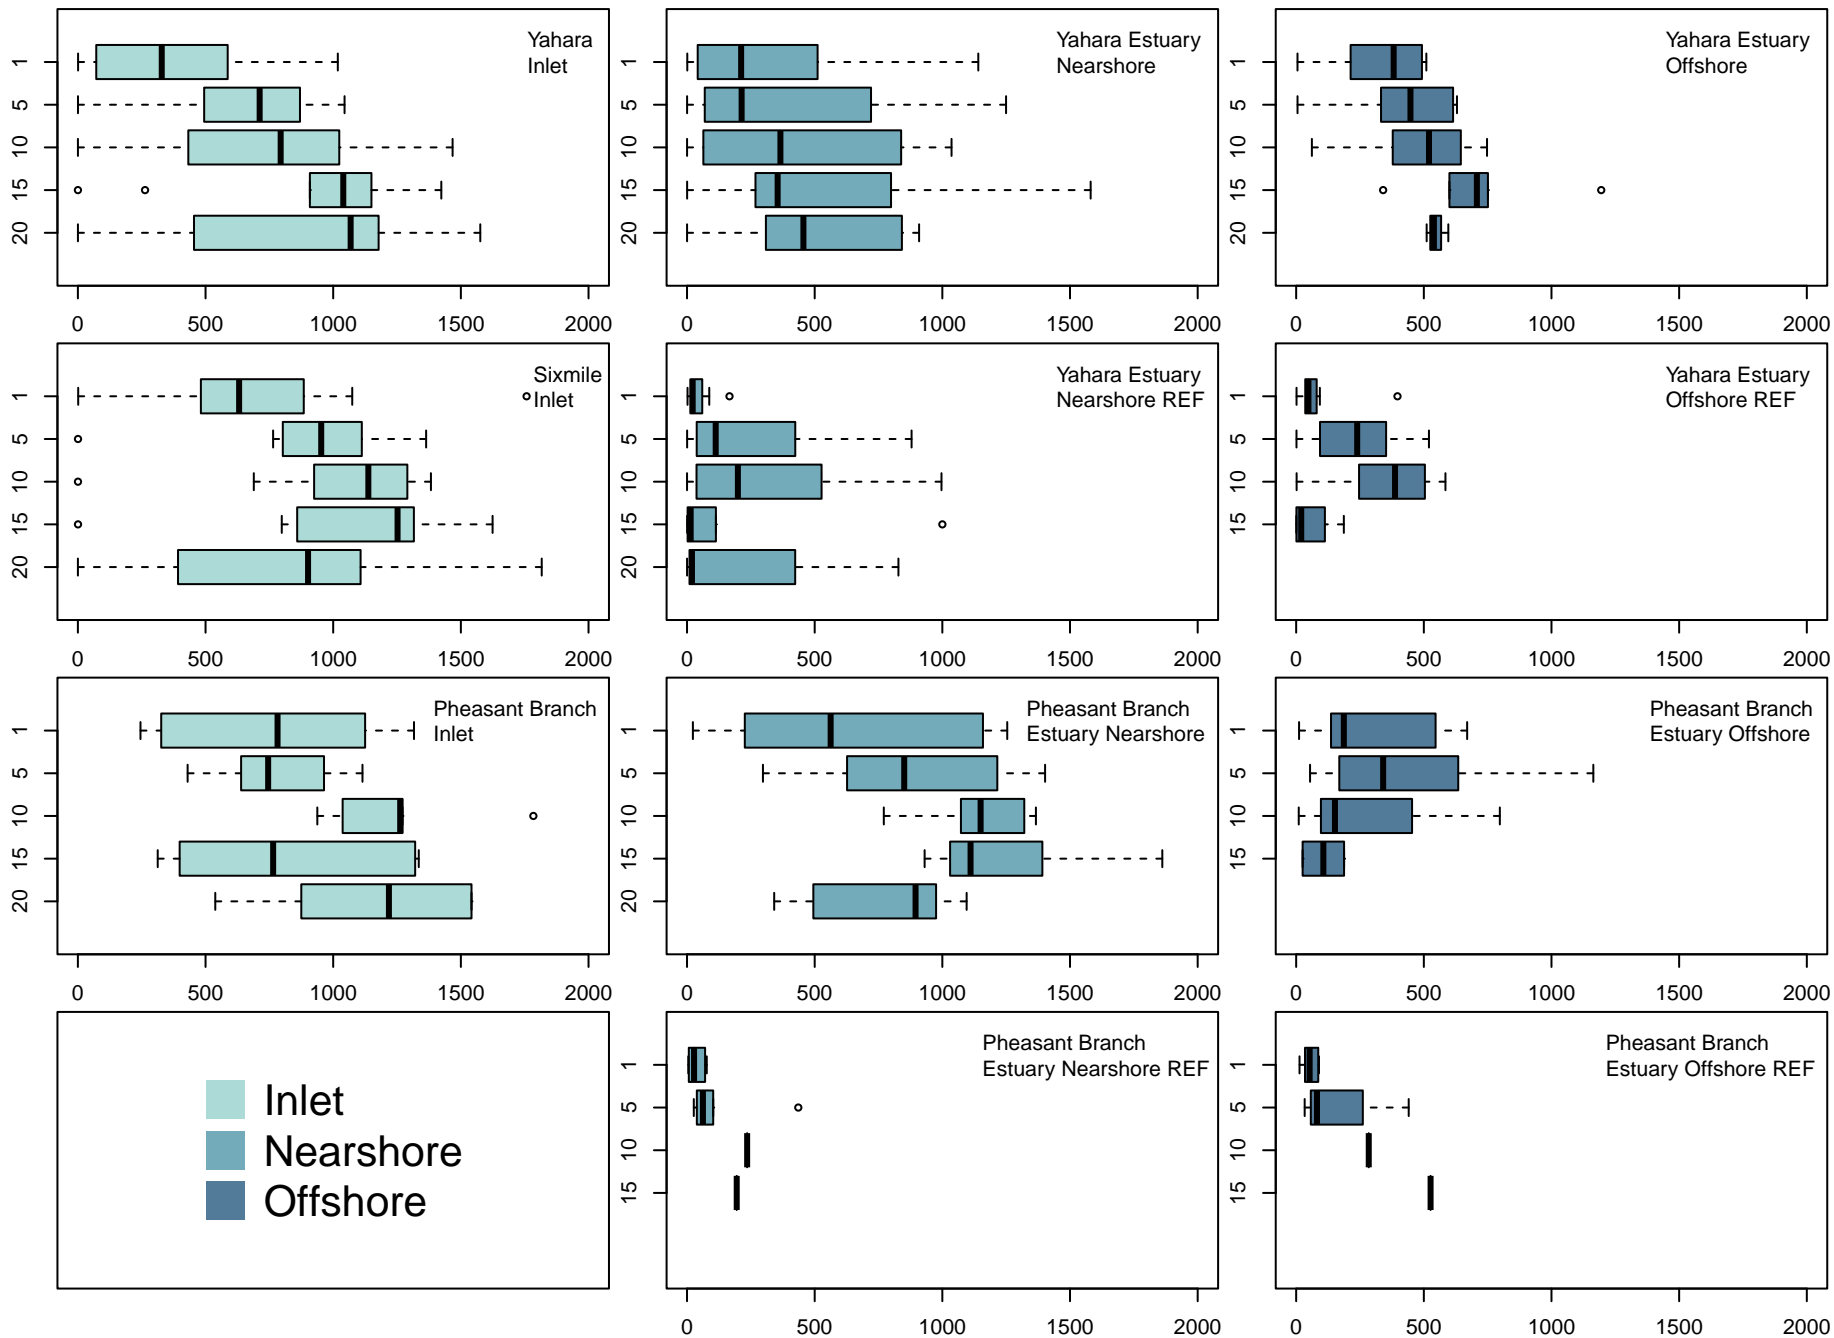 Yahara
Inlet
1
5
10
15
20
0 500 1000 1500 2000
Yahara Estuary
Nearshore
1
5
10
15
20
0 500 1000 1500 2000
Yahara Estuary
Offshore
1
5
10
15
20
0 500 1000 1500 2000
Sixmile
Inlet
1
5
10
15
20
0 500 1000 1500 2000
Yahara Estuary
Nearshore REF
1
5
10
15
20
0 500 1000 1500 2000
Yahara Estuary
Offshore REF
1
5
10
15
0 500 1000 1500 2000
Pheasant Branch
Inlet
1
5
10
15
20
0 500 1000 1500 2000
Pheasant Branch
Estuary Nearshore
1
5
10
15
20
0 500 1000 1500 2000
Pheasant Branch
Estuary Offshore
1
5
10
15
0 500 1000 1500 2000
Inlet
Nearshore
Offshore
Pheasant Branch
Estuary Nearshore REF
1
5
10
15
0 500 1000 1500 2000
Pheasant Branch
Estuary Offshore REF
1
5
10
15
0 500 1000 1500 2000